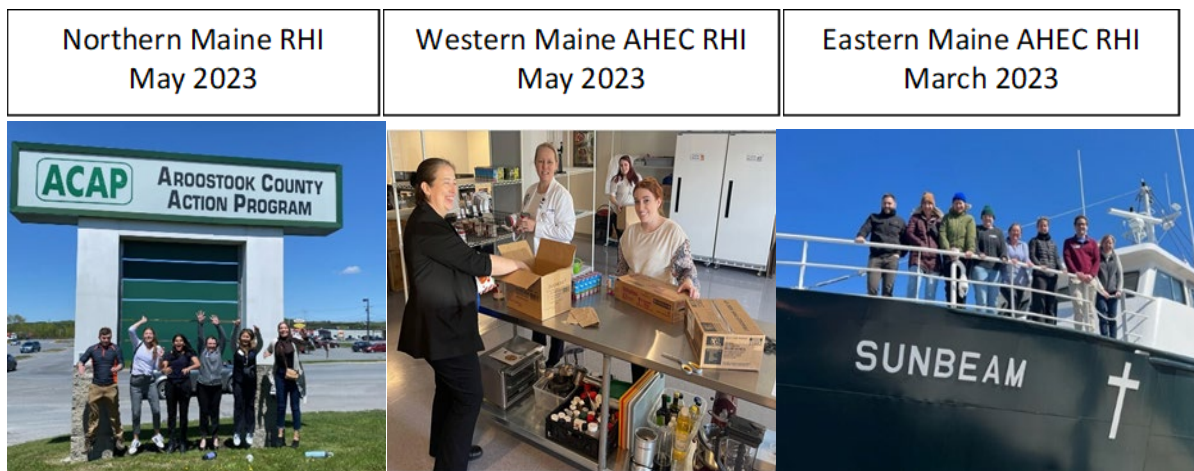 Northern Maine RHI
May 2023
Western Maine AHEC RHI
May 2023
Eastern Maine AHEC RHI
March 2023
ACAP
AROOSTOOK COUNTY
ACTION PROGRAM
SUNBEAM